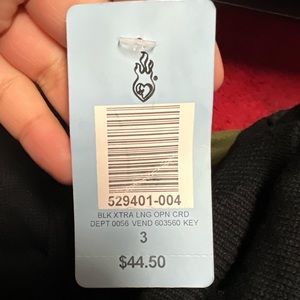 529401-004
BLK XTRA LNG OPN CRD
DEPT 0056 VEND 603560 KEY
3
$44.50